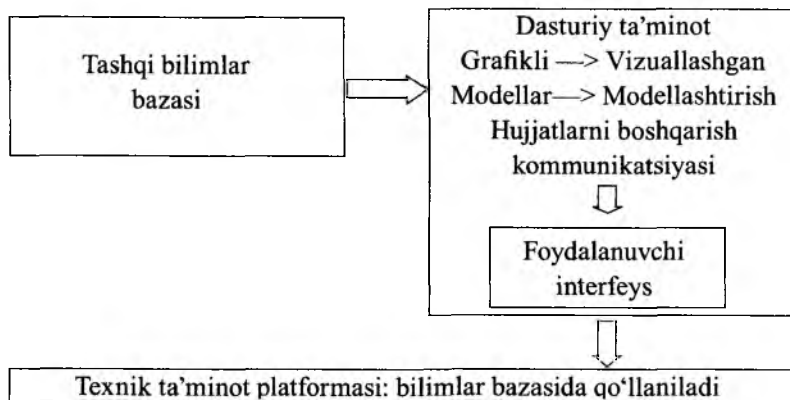 Tashqi bilimlar
bazasi
Dasturiy ta'minot
Grafikli —> Vizuallashgan
Modellar—> Modellashtirish
Hujjatlarni boshqarish
kommunikatsiyasi
Foydalanuvchi
interfeys
Texnik ta'minot platformasi: bilimlar bazasida qo‘llaniladi